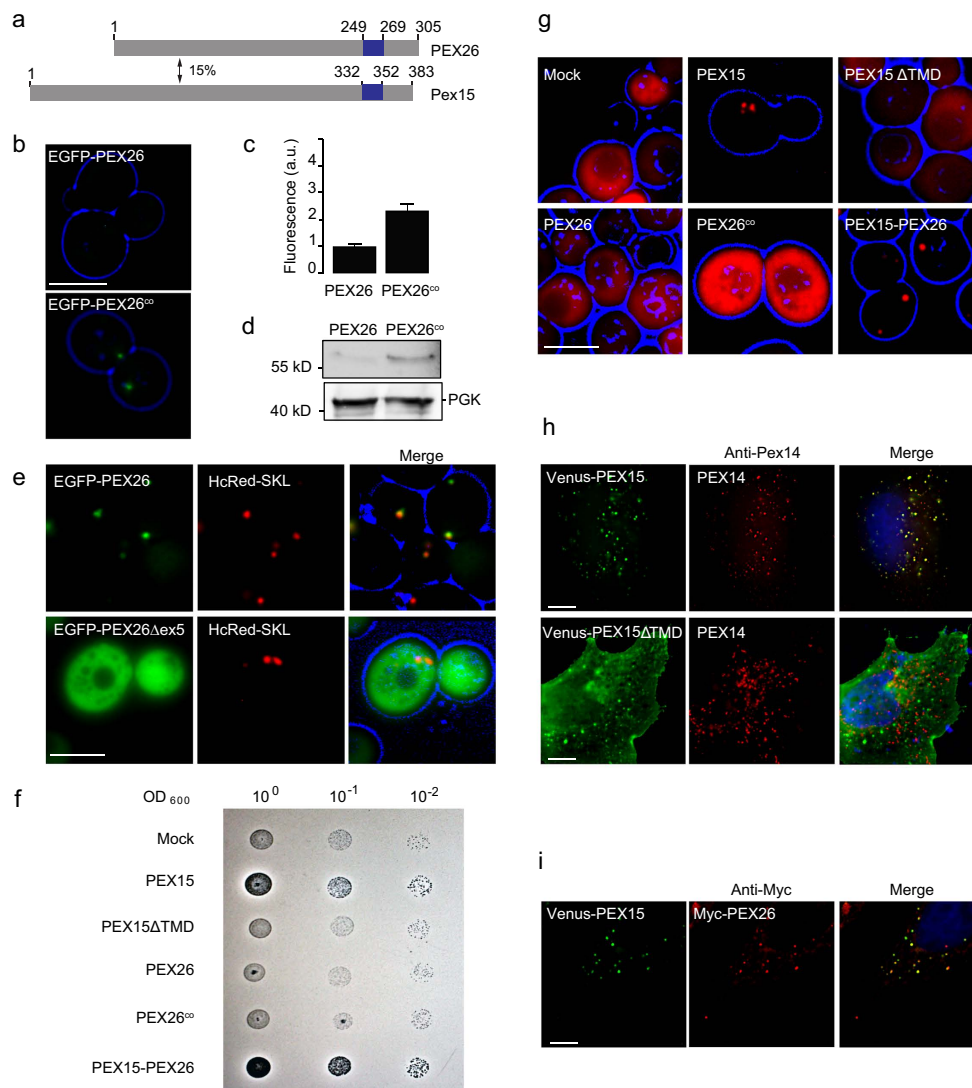 a
1 249 269 305
PEX26
15%
1 332 352 383
Pex15
b
EGFP-PEX26
EGFP-PEX26co
c
Fluorescence (a.u.)
4
3
2
1
0
PEX26 PEX26co
d
PEX26 PEX26co
55 kD
40 kD
PGK
e
Merge
EGFP-PEX26 HcRed-SKL
EGFP-PEX26Δex5 HcRed-SKL
f
OD 600 10 0 10 -1 10 -2
Mock
PEX15
PEX15ΔTMD
PEX26
PEX26co
PEX15-PEX26
g
Mock PEX15 PEX15 ΔTMD
PEX26 PEX26co PEX15-PEX26
h
Anti-Pex14 Merge
Venus-PEX15 PEX14
Venus-PEX15ΔTMD PEX14
i
Anti-Myc Merge
Venus-PEX15 Myc-PEX26